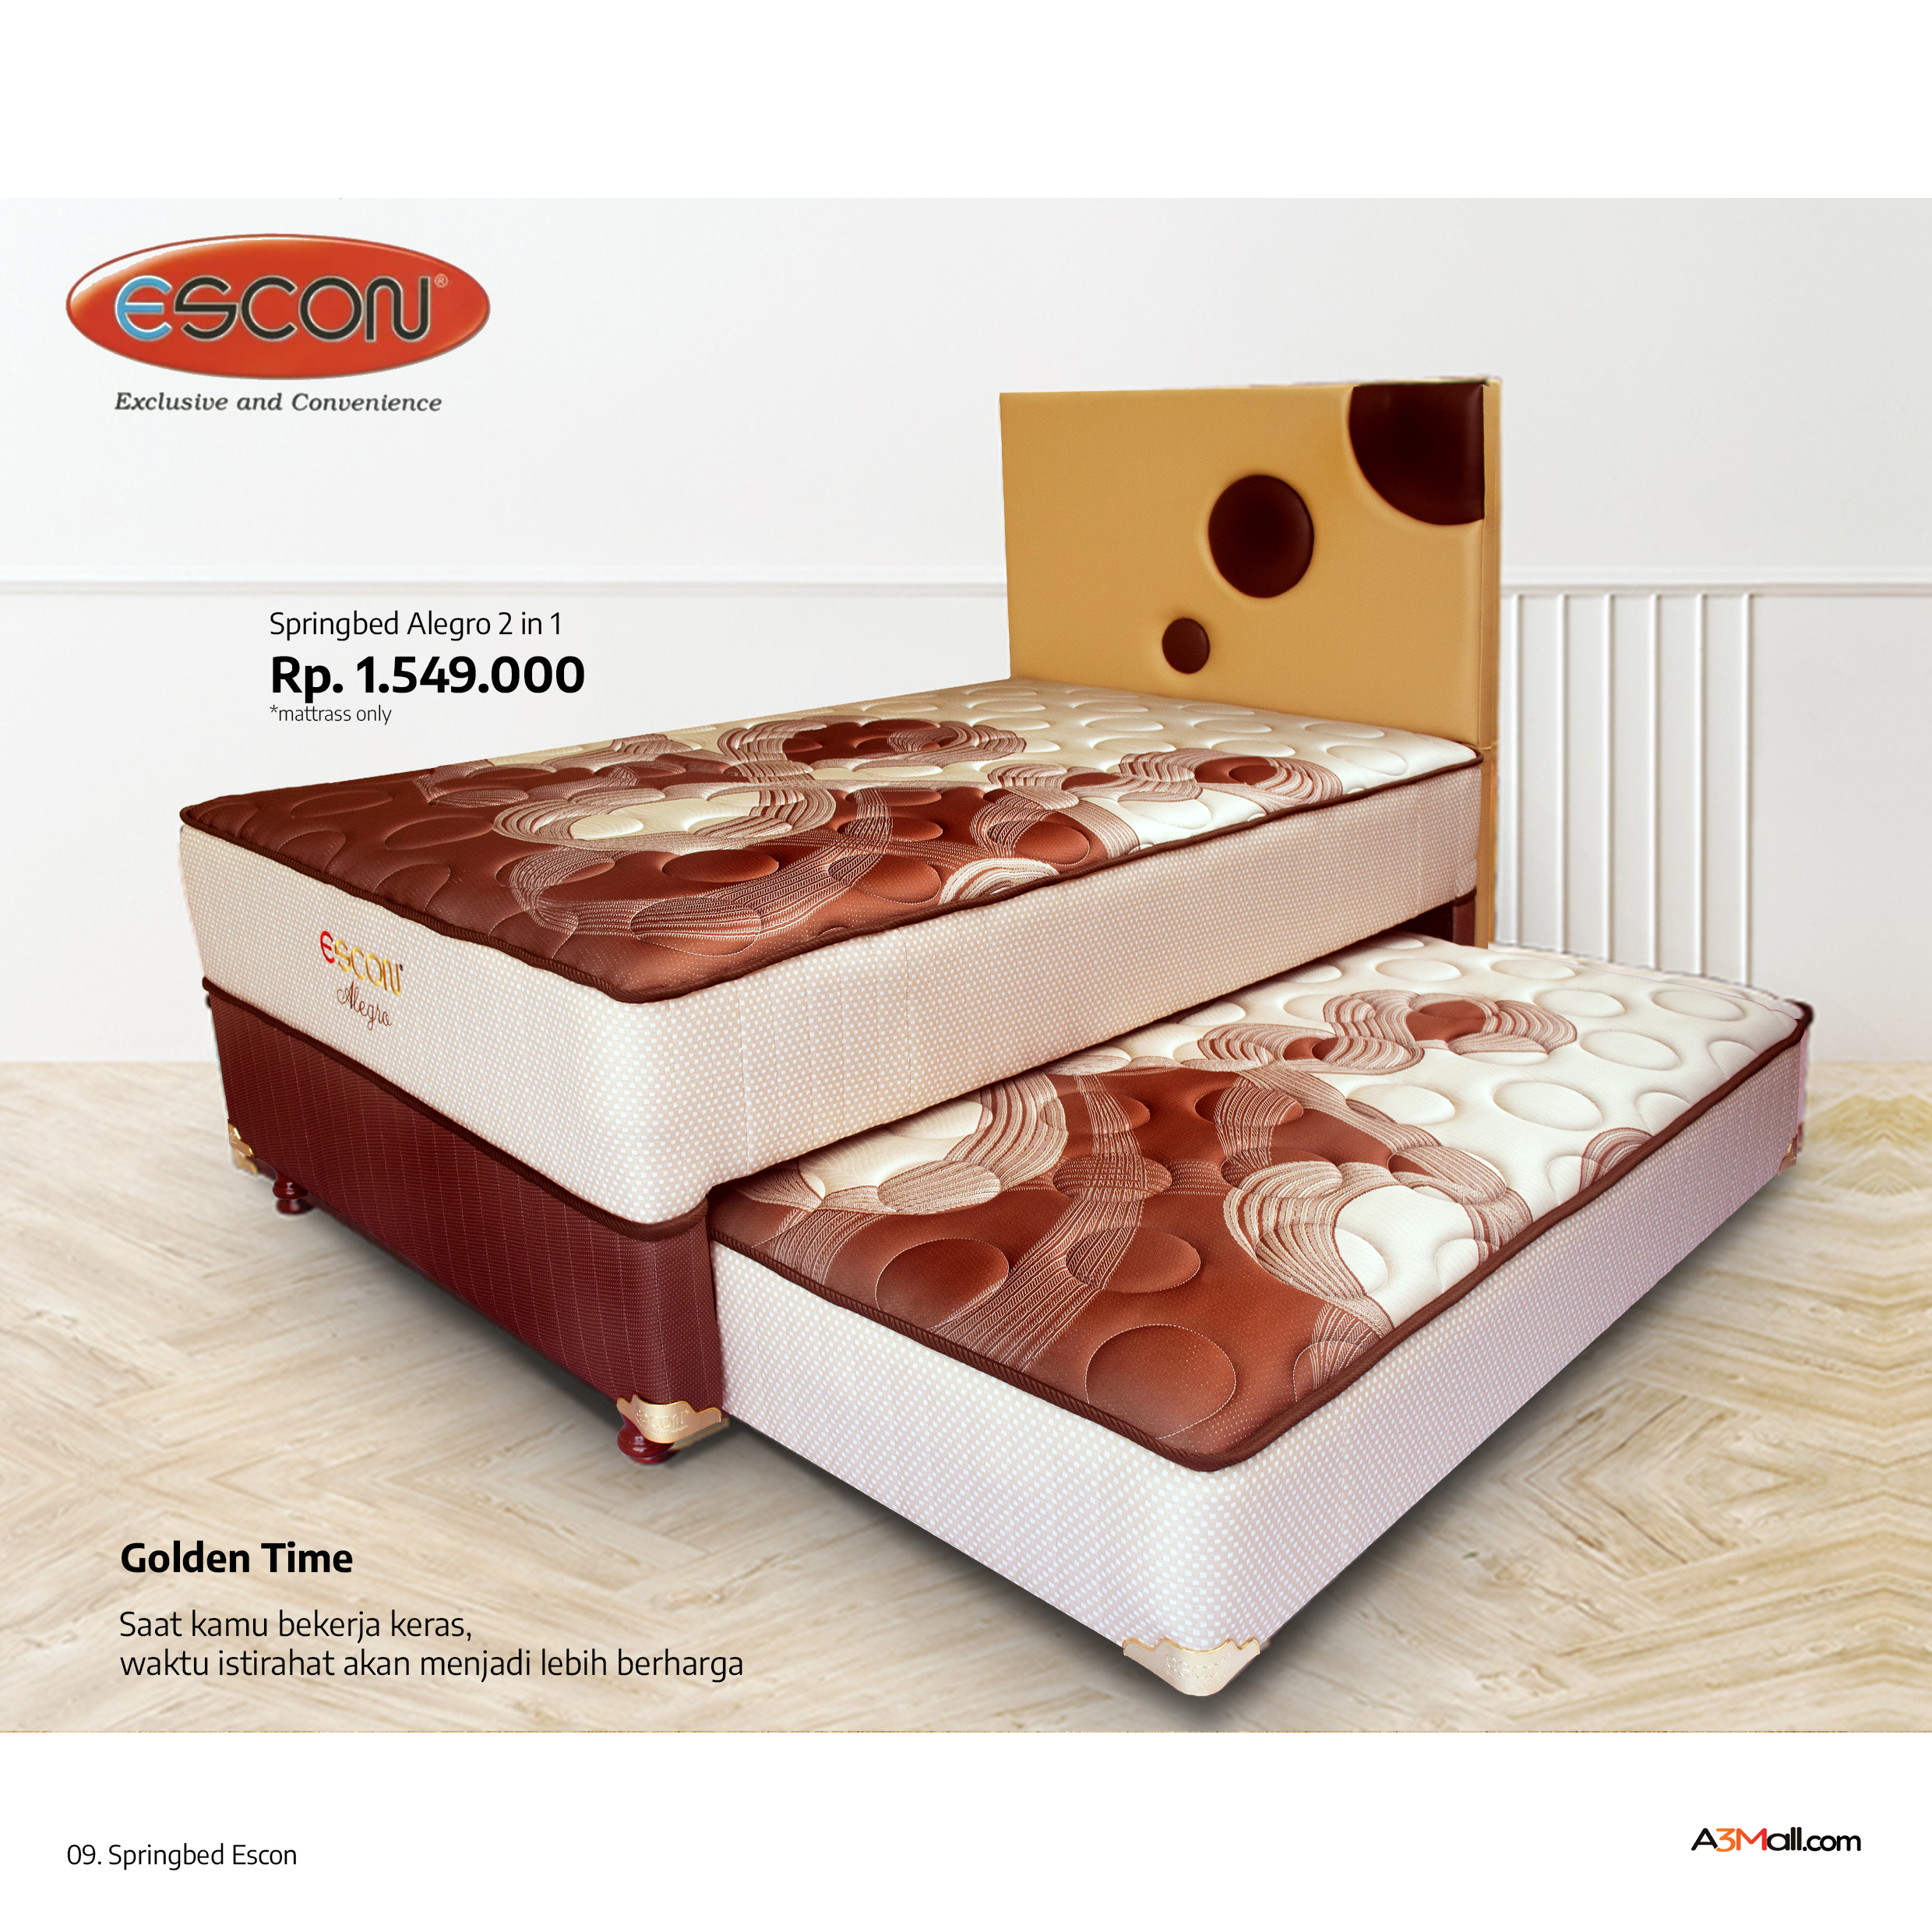 ESCON®
Exclusive and Convenience
Springbed Alegro 2 in 1
Rp. 1.549.000
*mattrass only
ESCON
Alegro
Golden Time
Saat kamu bekerja keras,
waktu istirahat akan menjadi lebih berharga
09. Springbed Escon
A3Mall.com